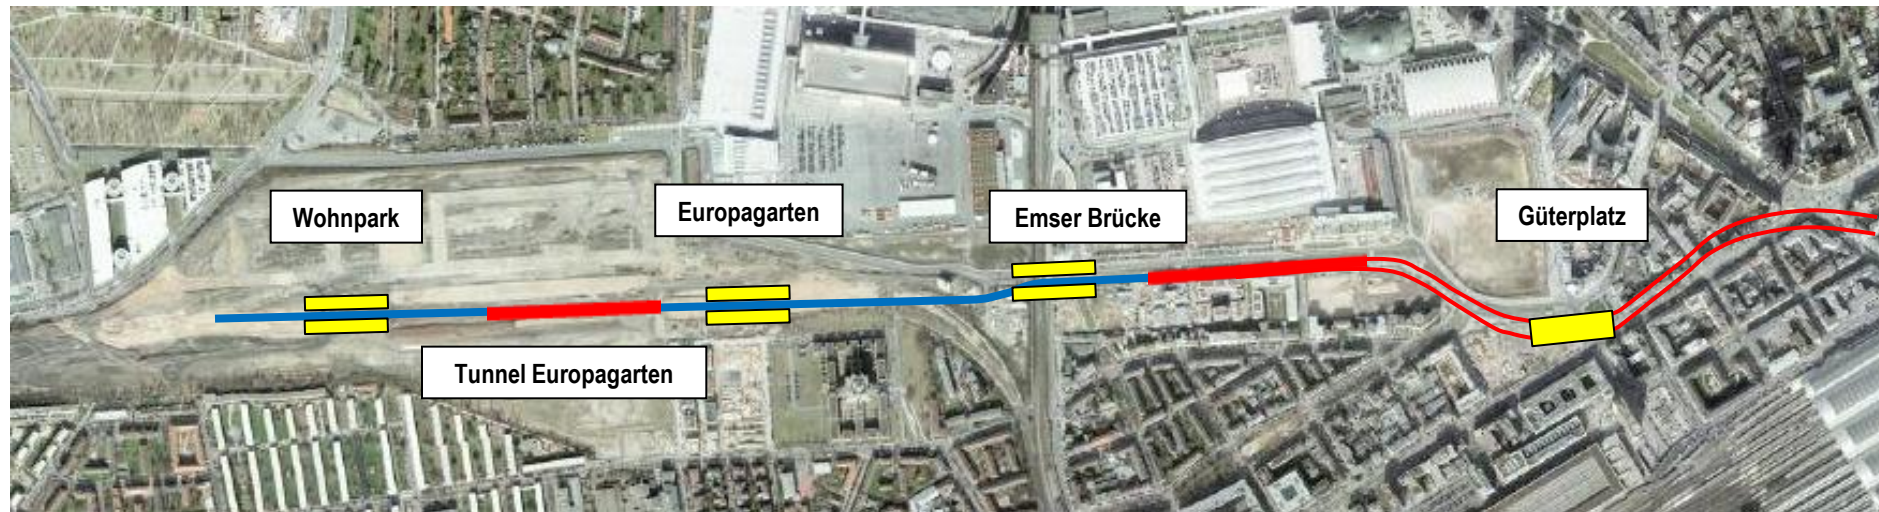 Wohnpark
Europagarten
Emser Brücke
Güterplatz
Tunnel Europagarten